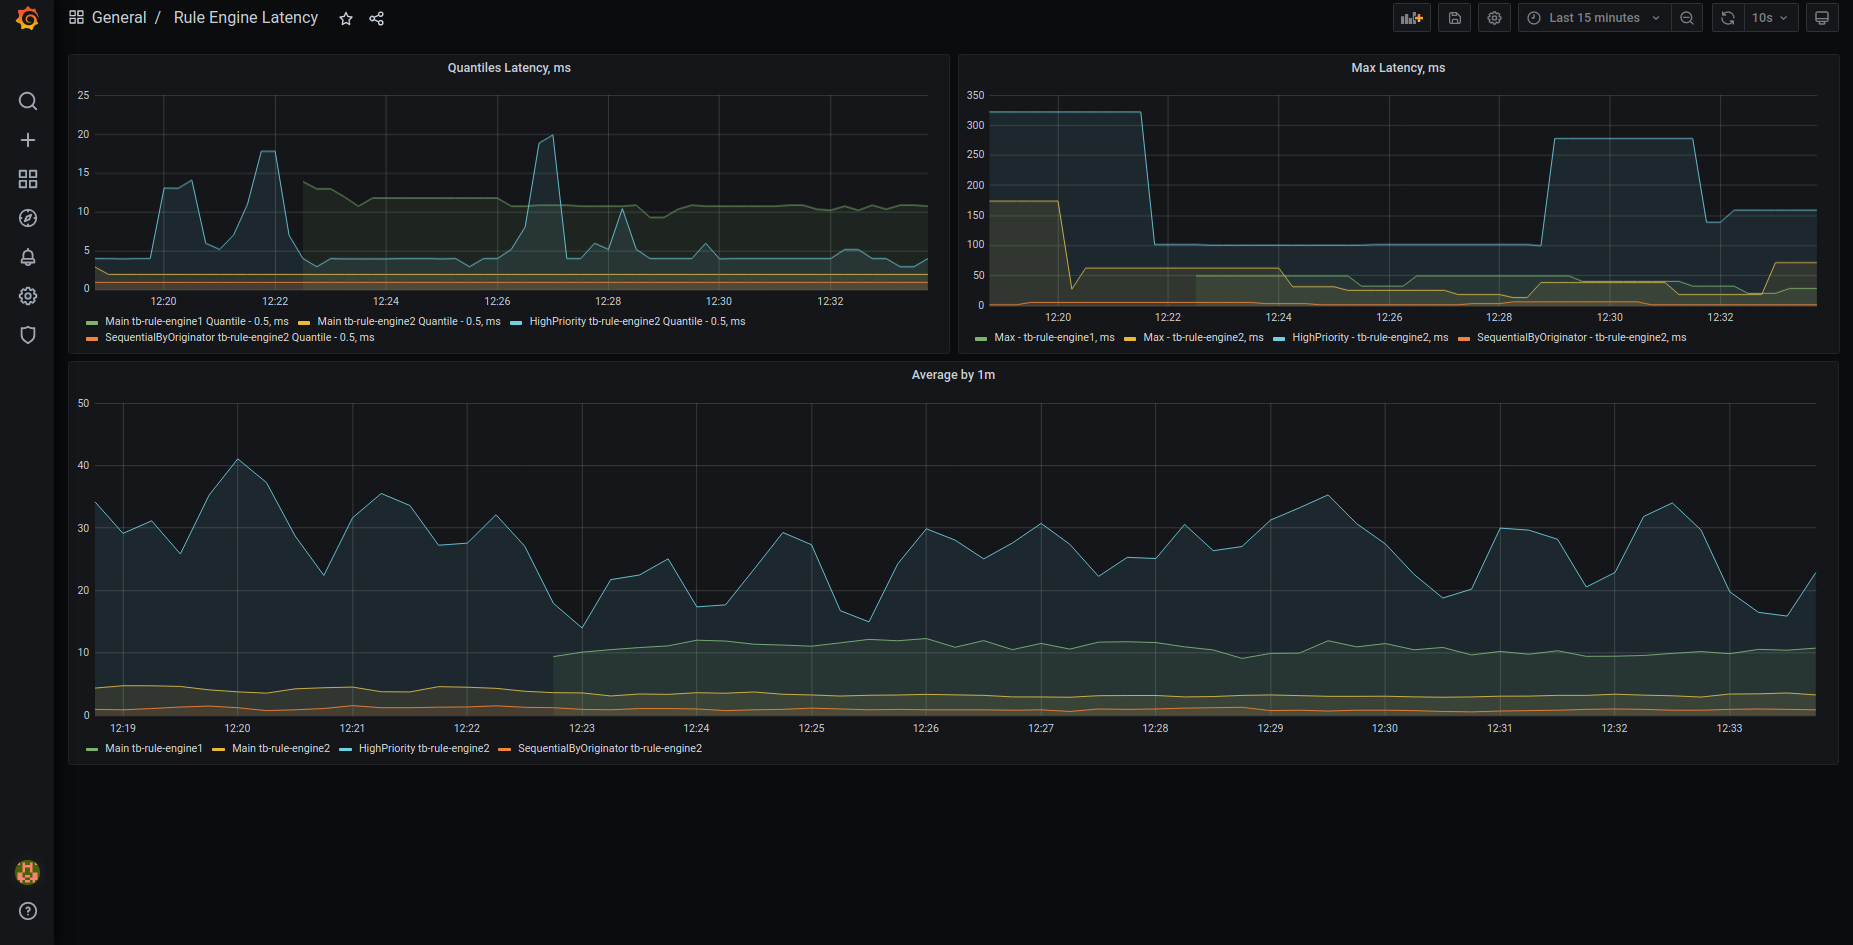 General / Rule Engine Latency
Last 15 minutes
10s
Quantiles Latency, ms
25
20
15
10
5
0
12:20 12:22 12:24 12:26 12:28 12:30 12:32
Main tb-rule-engine1 Quantile - 0.5, ms Main tb-rule-engine2 Quantile - 0.5, ms HighPriority tb-rule-engine2 Quantile - 0.5, ms
SequentialByOriginator tb-rule-engine2 Quantile - 0.5, ms
Max Latency, ms
350
300
250
200
150
100
50
0
12:20 12:22 12:24 12:26 12:28 12:30 12:32
Max - tb-rule-engine1, ms Max - tb-rule-engine2, ms HighPriority - tb-rule-engine2, ms SequentialByOriginator - tb-rule-engine2, ms
Average by 1m
50
40
30
20
10
0
12:19 12:20 12:21 12:22 12:23 12:24 12:25 12:26 12:27 12:28 12:29 12:30 12:31 12:32 12:33
Main tb-rule-engine1 Main tb-rule-engine2 HighPriority tb-rule-engine2 SequentialByOriginator tb-rule-engine2